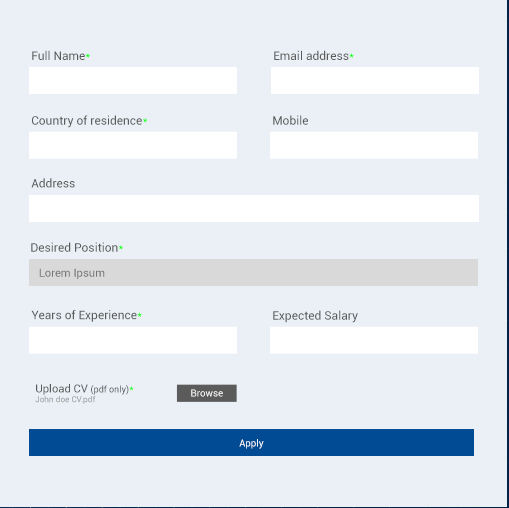 Full Name* Email address*
Country of residence* Mobile
Address
Desired Position*
Lorem Ipsum
Years of Experience* Expected Salary
Upload CV (pdf only)* Browse
John doe CV.pdf
Apply